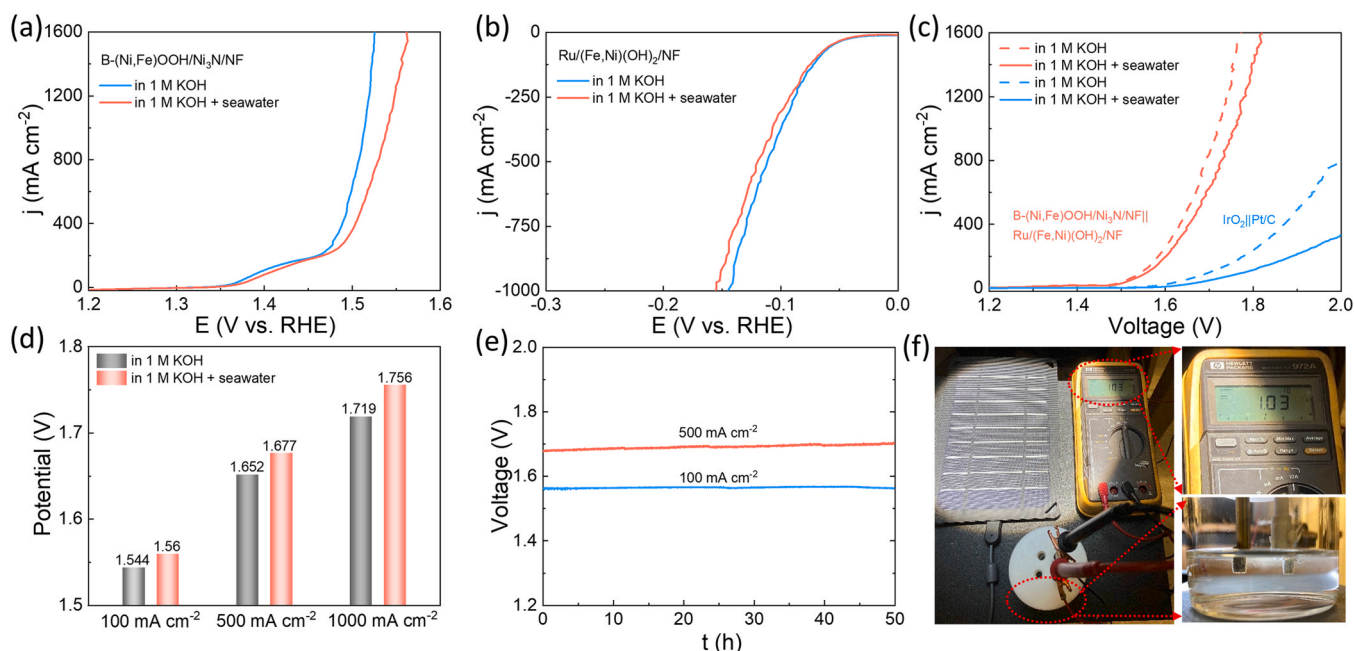 (a)
1600
1200
800
400
0
j (mA cm⁻²)
B-(Ni,Fe)OOH/Ni₃N/NF
in 1 M KOH
in 1 M KOH + seawater
1.2
1.3
1.4
1.5
1.6
E (V vs. RHE)
(b)
0
-250
-500
-750
-1000
j (mA cm⁻²)
Ru/(Fe,Ni)(OH)₂/NF
in 1 M KOH
in 1 M KOH + seawater
-0.3
-0.2
-0.1
0.0
E (V vs. RHE)
(c)
1600
1200
800
400
0
j (mA cm⁻²)
in 1 M KOH
in 1 M KOH + seawater
in 1 M KOH
in 1 M KOH + seawater
B-(Ni,Fe)OOH/Ni₃N/NF||
Ru/(Fe,Ni)(OH)₂/NF
IrO₂||Pt/C
1.2
1.4
1.6
1.8
2.0
Voltage (V)
(d)
1.8
1.7
1.6
1.5
Potential (V)
in 1 M KOH
in 1 M KOH + seawater
1.544
1.56
1.652
1.677
1.719
1.756
100 mA cm⁻²
500 mA cm⁻²
1000 mA cm⁻²
(e)
2.0
1.8
1.6
1.4
1.2
Voltage (V)
500 mA cm⁻²
100 mA cm⁻²
0
10
20
30
40
50
t (h)
(f)
1.03
HEWLETT
PACKARD
972A
1.03